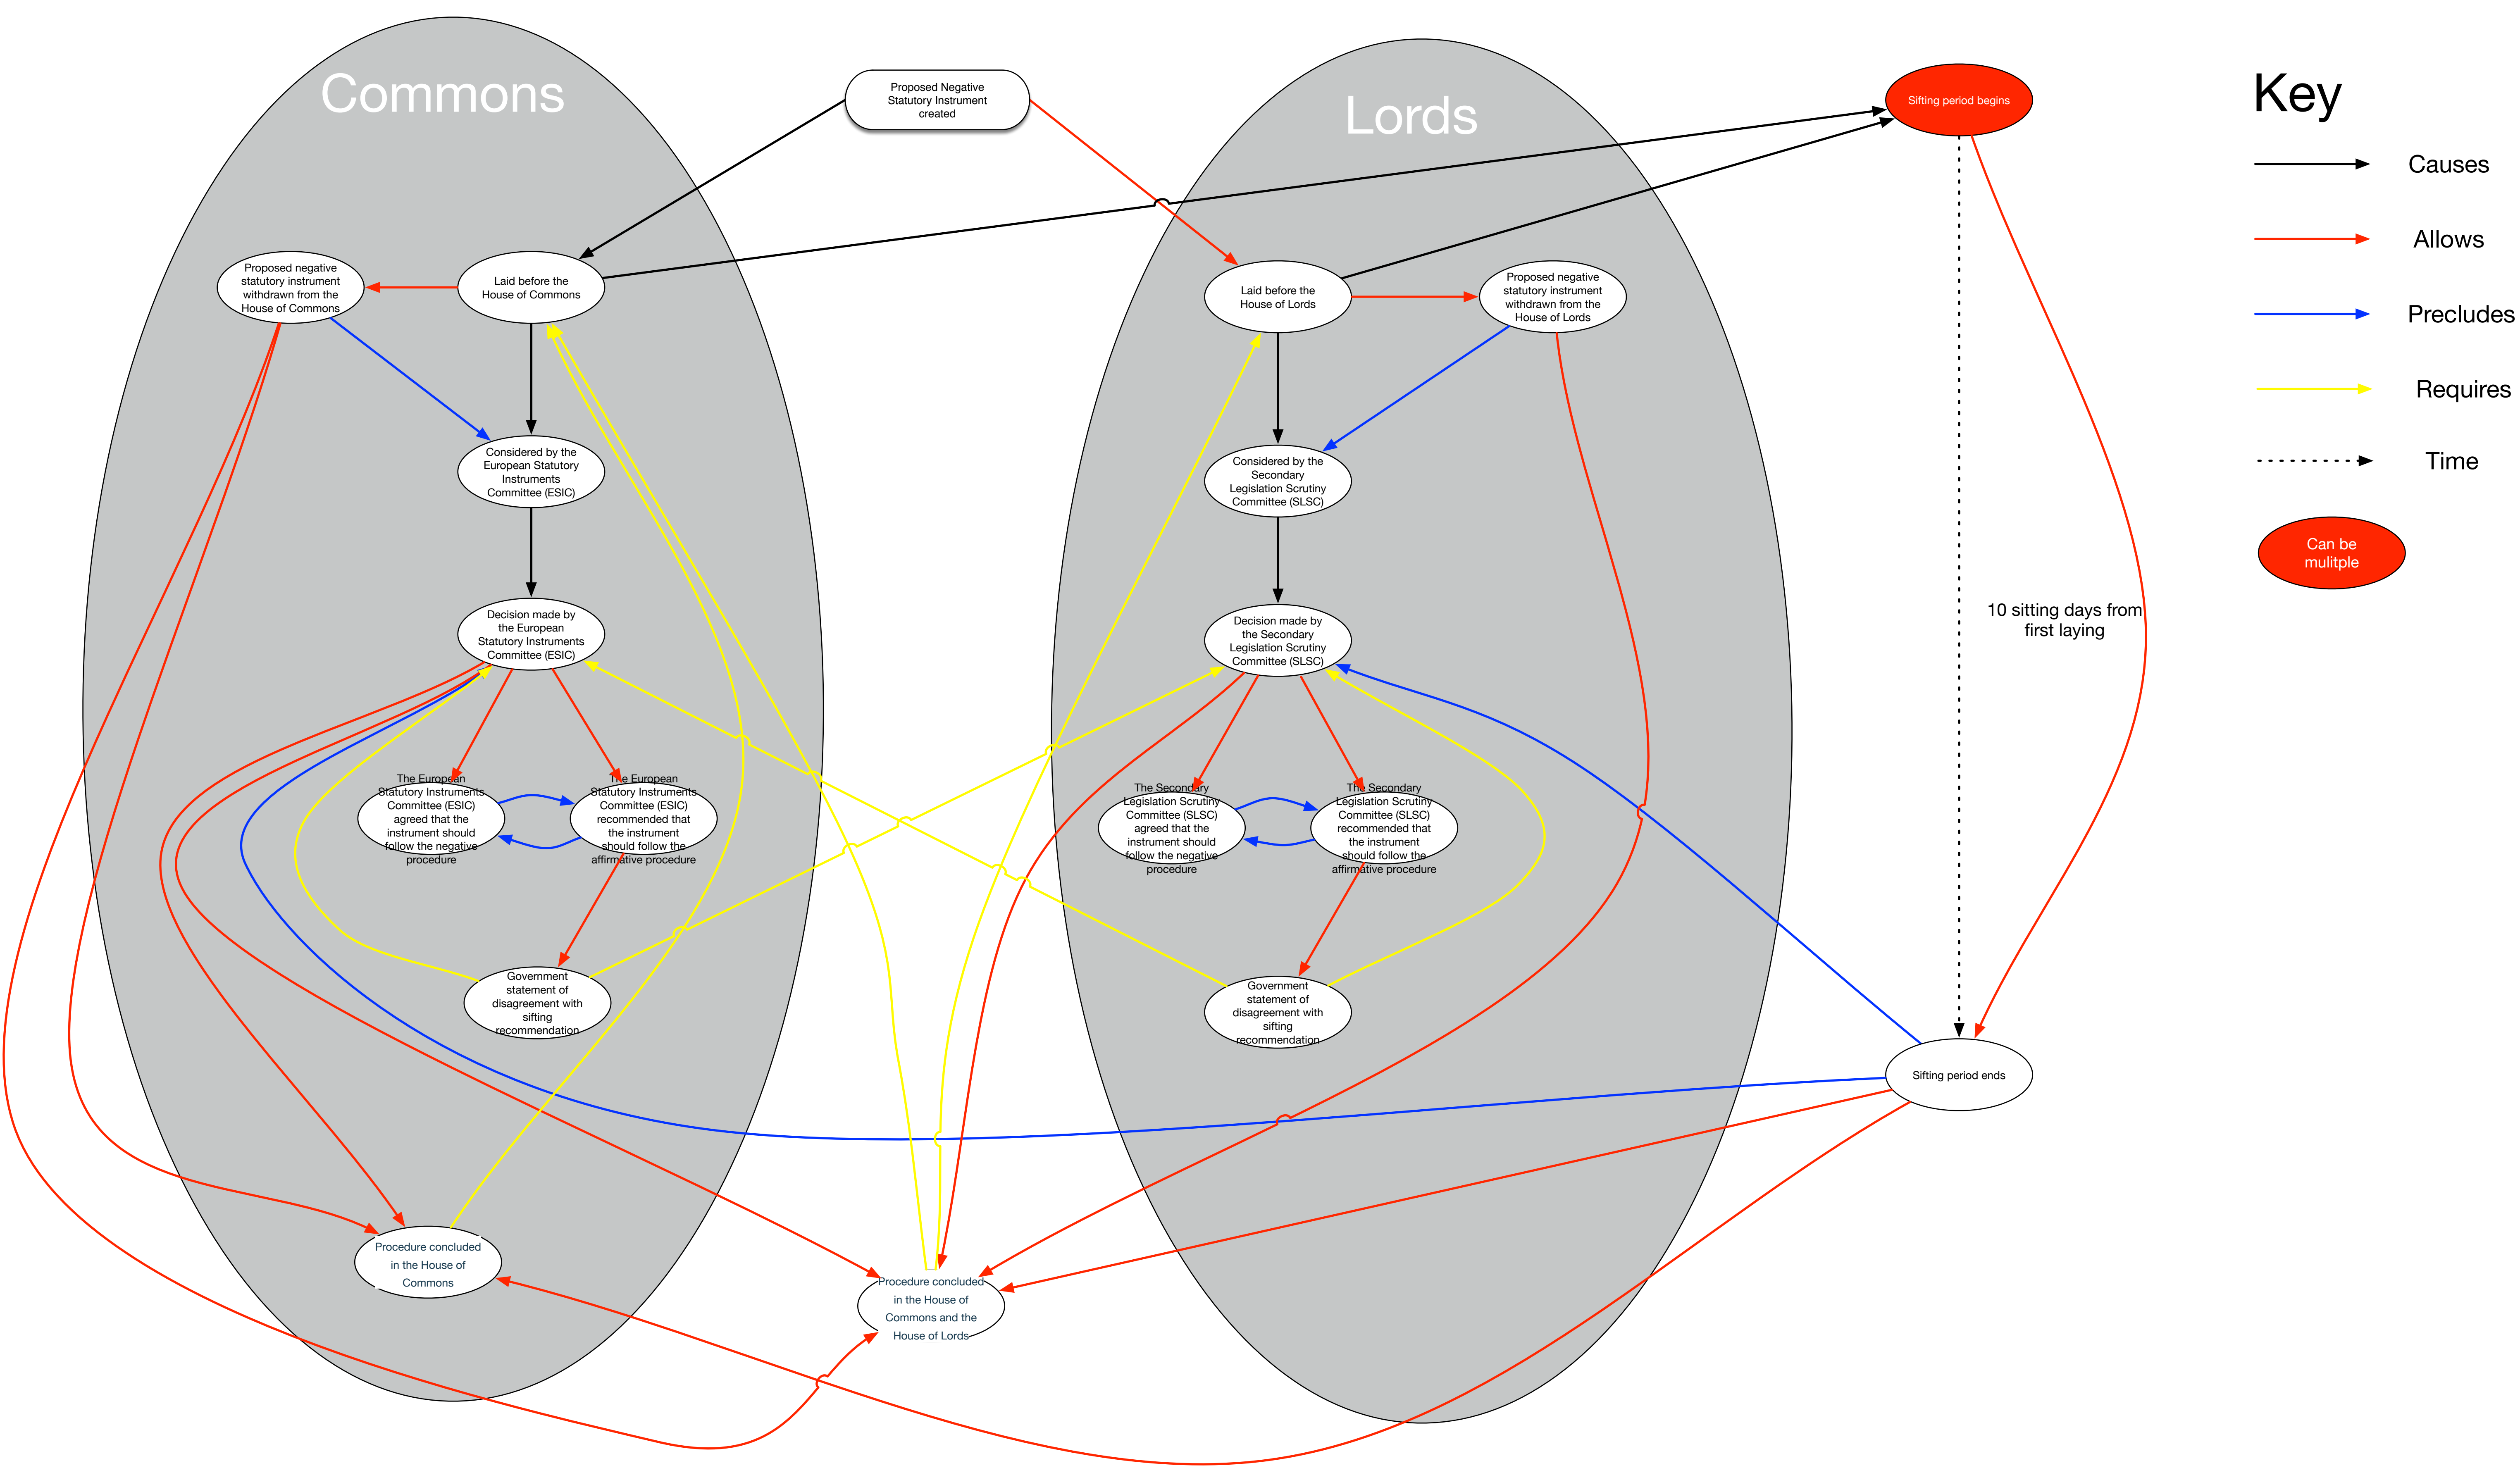 Commons
Lords
Key
Proposed Negative
Statutory Instrument
created
Sifting period begins
Causes
Allows
Precludes
Requires
Time
Can be
mulitple
Proposed negative
statutory instrument
withdrawn from the
House of Commons
Laid before the
House of Commons
Laid before the
House of Lords
Proposed negative
statutory instrument
withdrawn from the
House of Lords
Considered by the
European Statutory
Instruments
Committee (ESIC)
Considered by the
Secondary
Legislation Scrutiny
Committee (SLSC)
Decision made by
the European
Statutory Instruments
Committee (ESIC)
Decision made by
the Secondary
Legislation Scrutiny
Committee (SLSC)
10 sitting days from
first laying
The European
Statutory Instruments
Committee (ESIC)
agreed that the
instrument should
follow the negative
procedure
The European
Statutory Instruments
Committee (ESIC)
recommended that
the instrument
should follow the
affirmative procedure
The Secondary
Legislation Scrutiny
Committee (SLSC)
agreed that the
instrument should
follow the negative
procedure
The Secondary
Legislation Scrutiny
Committee (SLSC)
recommended that
the instrument
should follow the
affirmative procedure
Government
statement of
disagreement with
sifting
recommendation
Government
statement of
disagreement with
sifting
recommendation
Sifting period ends
Procedure concluded
in the House of
Commons
Procedure concluded
in the House of
Commons and the
House of Lords